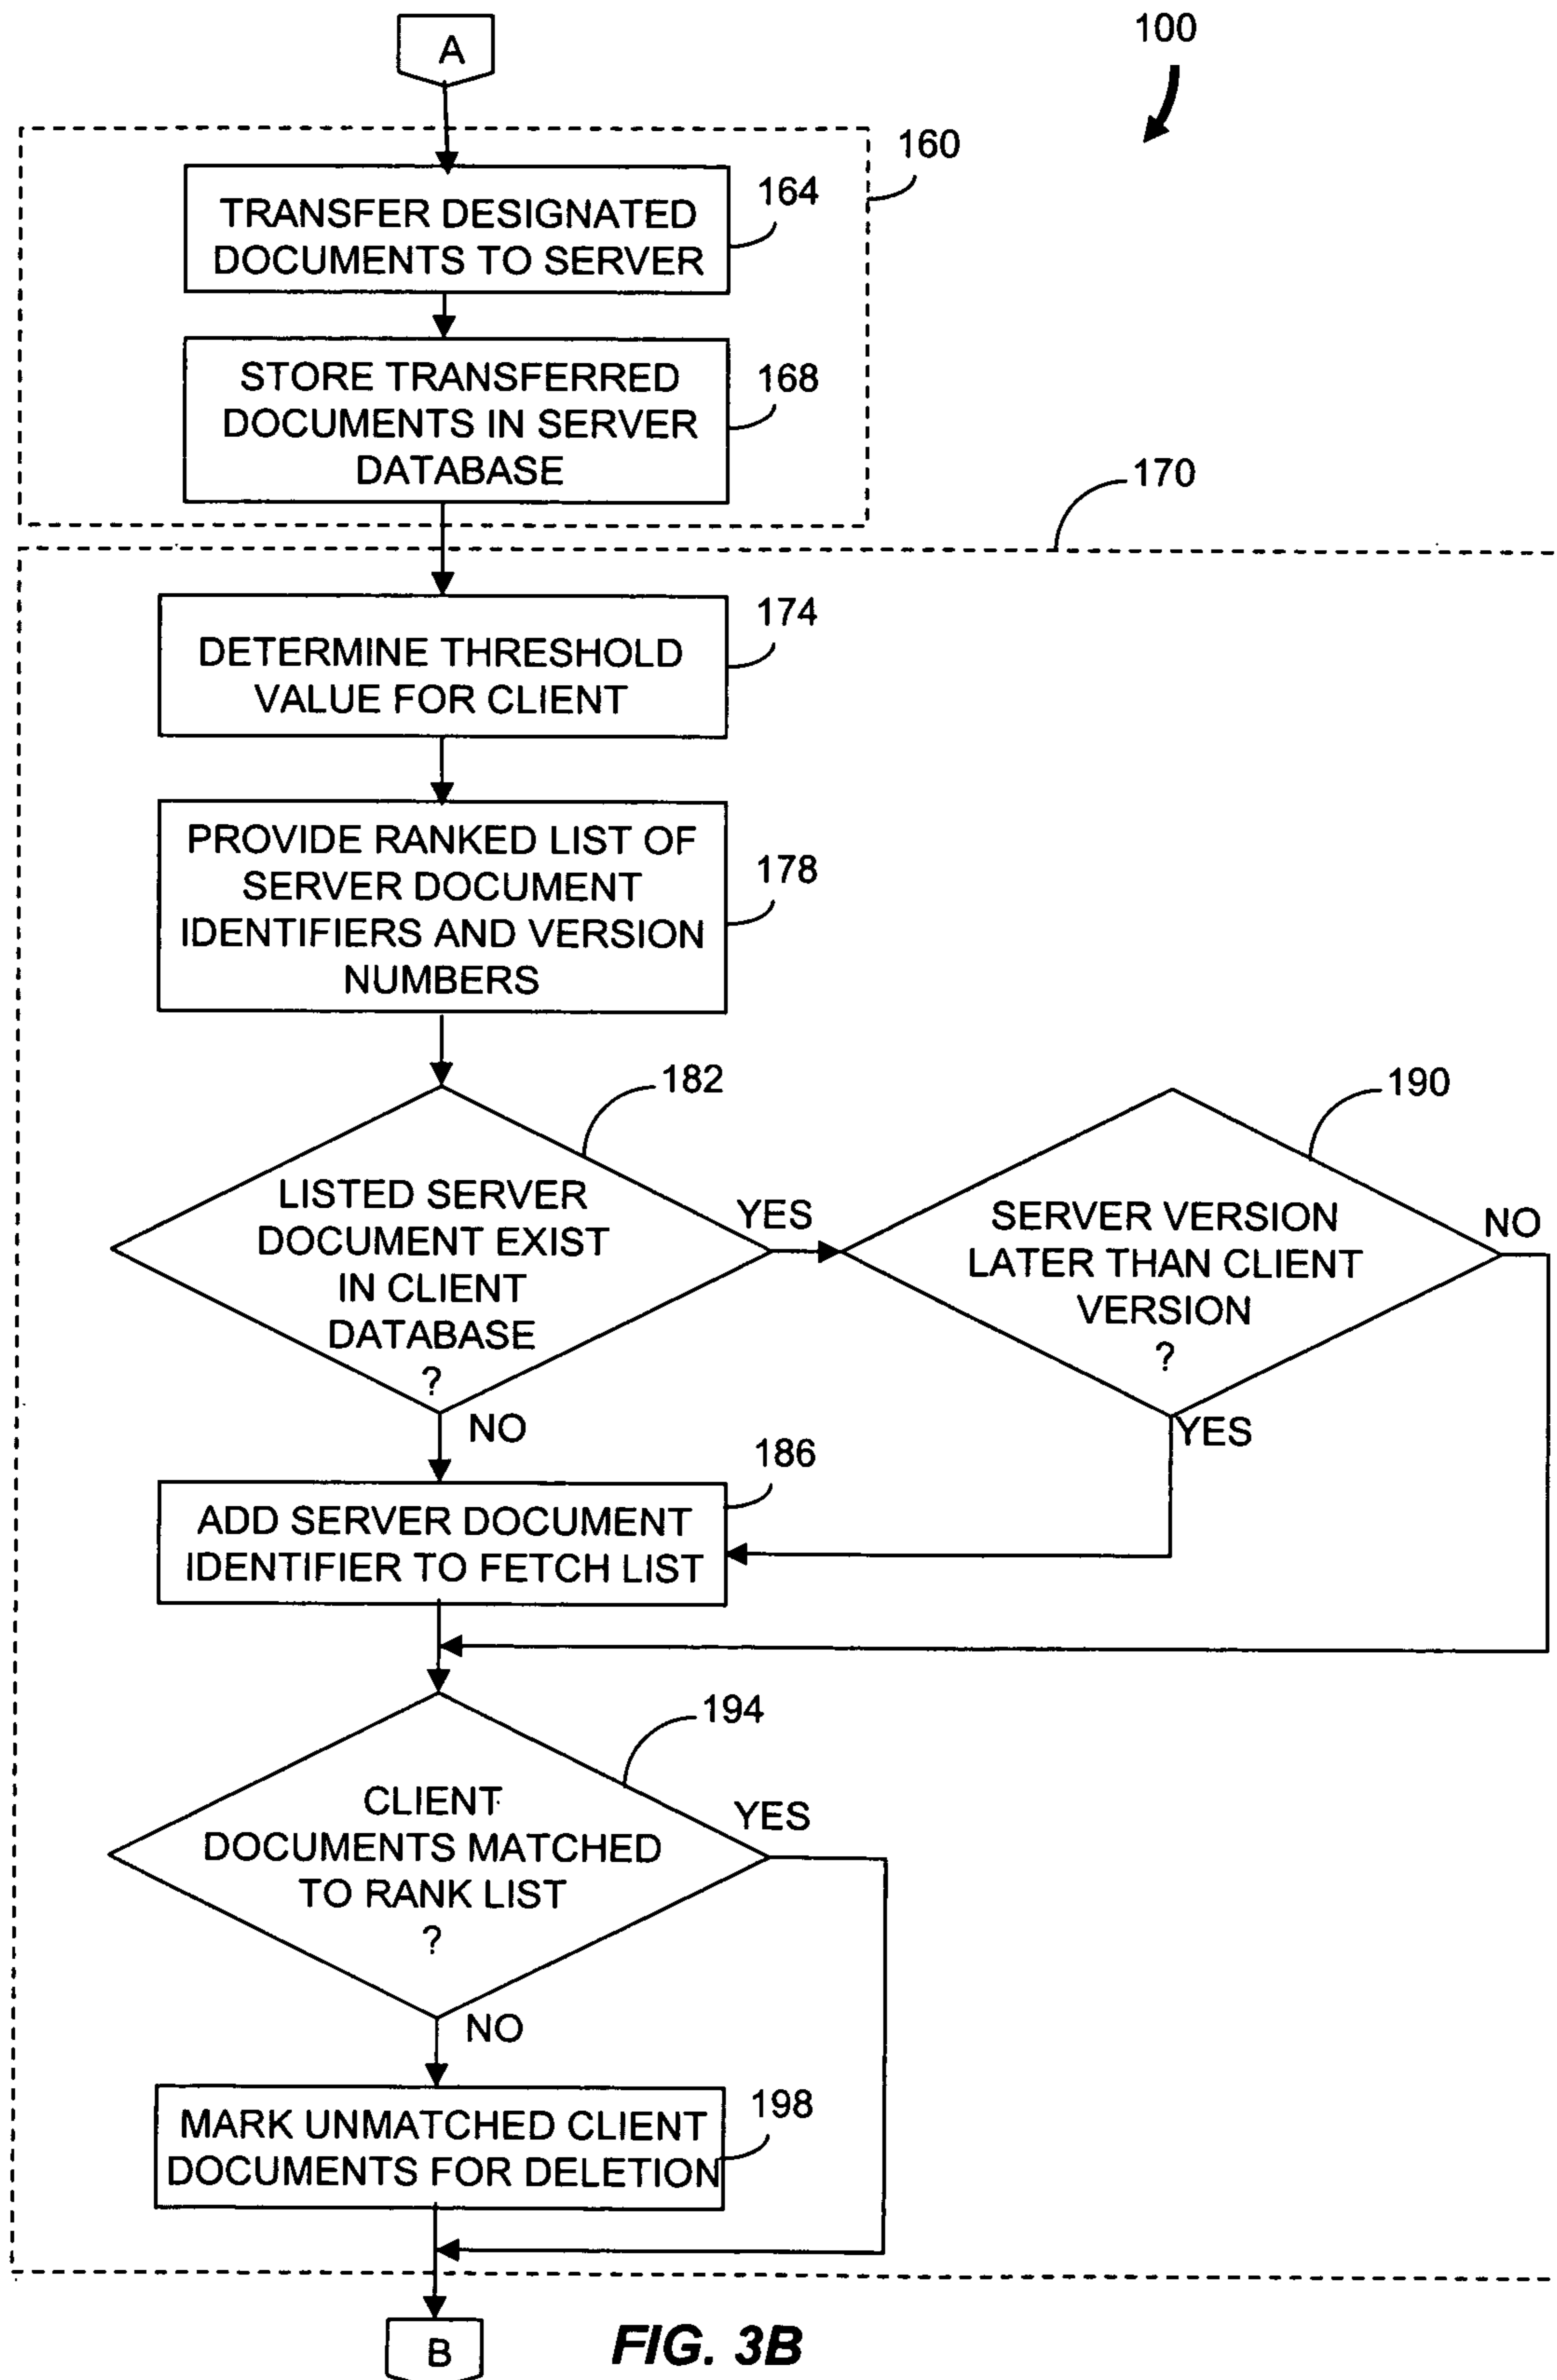 A
100
160
TRANSFER DESIGNATED
DOCUMENTS TO SERVER
164
STORE TRANSFERRED
DOCUMENTS IN SERVER
DATABASE
168
170
DETERMINE THRESHOLD
VALUE FOR CLIENT
174
PROVIDE RANKED LIST OF
SERVER DOCUMENT
IDENTIFIERS AND VERSION
NUMBERS
178
182
LISTED SERVER
DOCUMENT EXIST
IN CLIENT
DATABASE
?
YES
NO
190
SERVER VERSION
LATER THAN CLIENT
VERSION
?
NO
YES
186
ADD SERVER DOCUMENT
IDENTIFIER TO FETCH LIST
194
CLIENT
DOCUMENTS MATCHED
TO RANK LIST
?
YES
NO
MARK UNMATCHED CLIENT
DOCUMENTS FOR DELETION
198
B
FIG. 3B